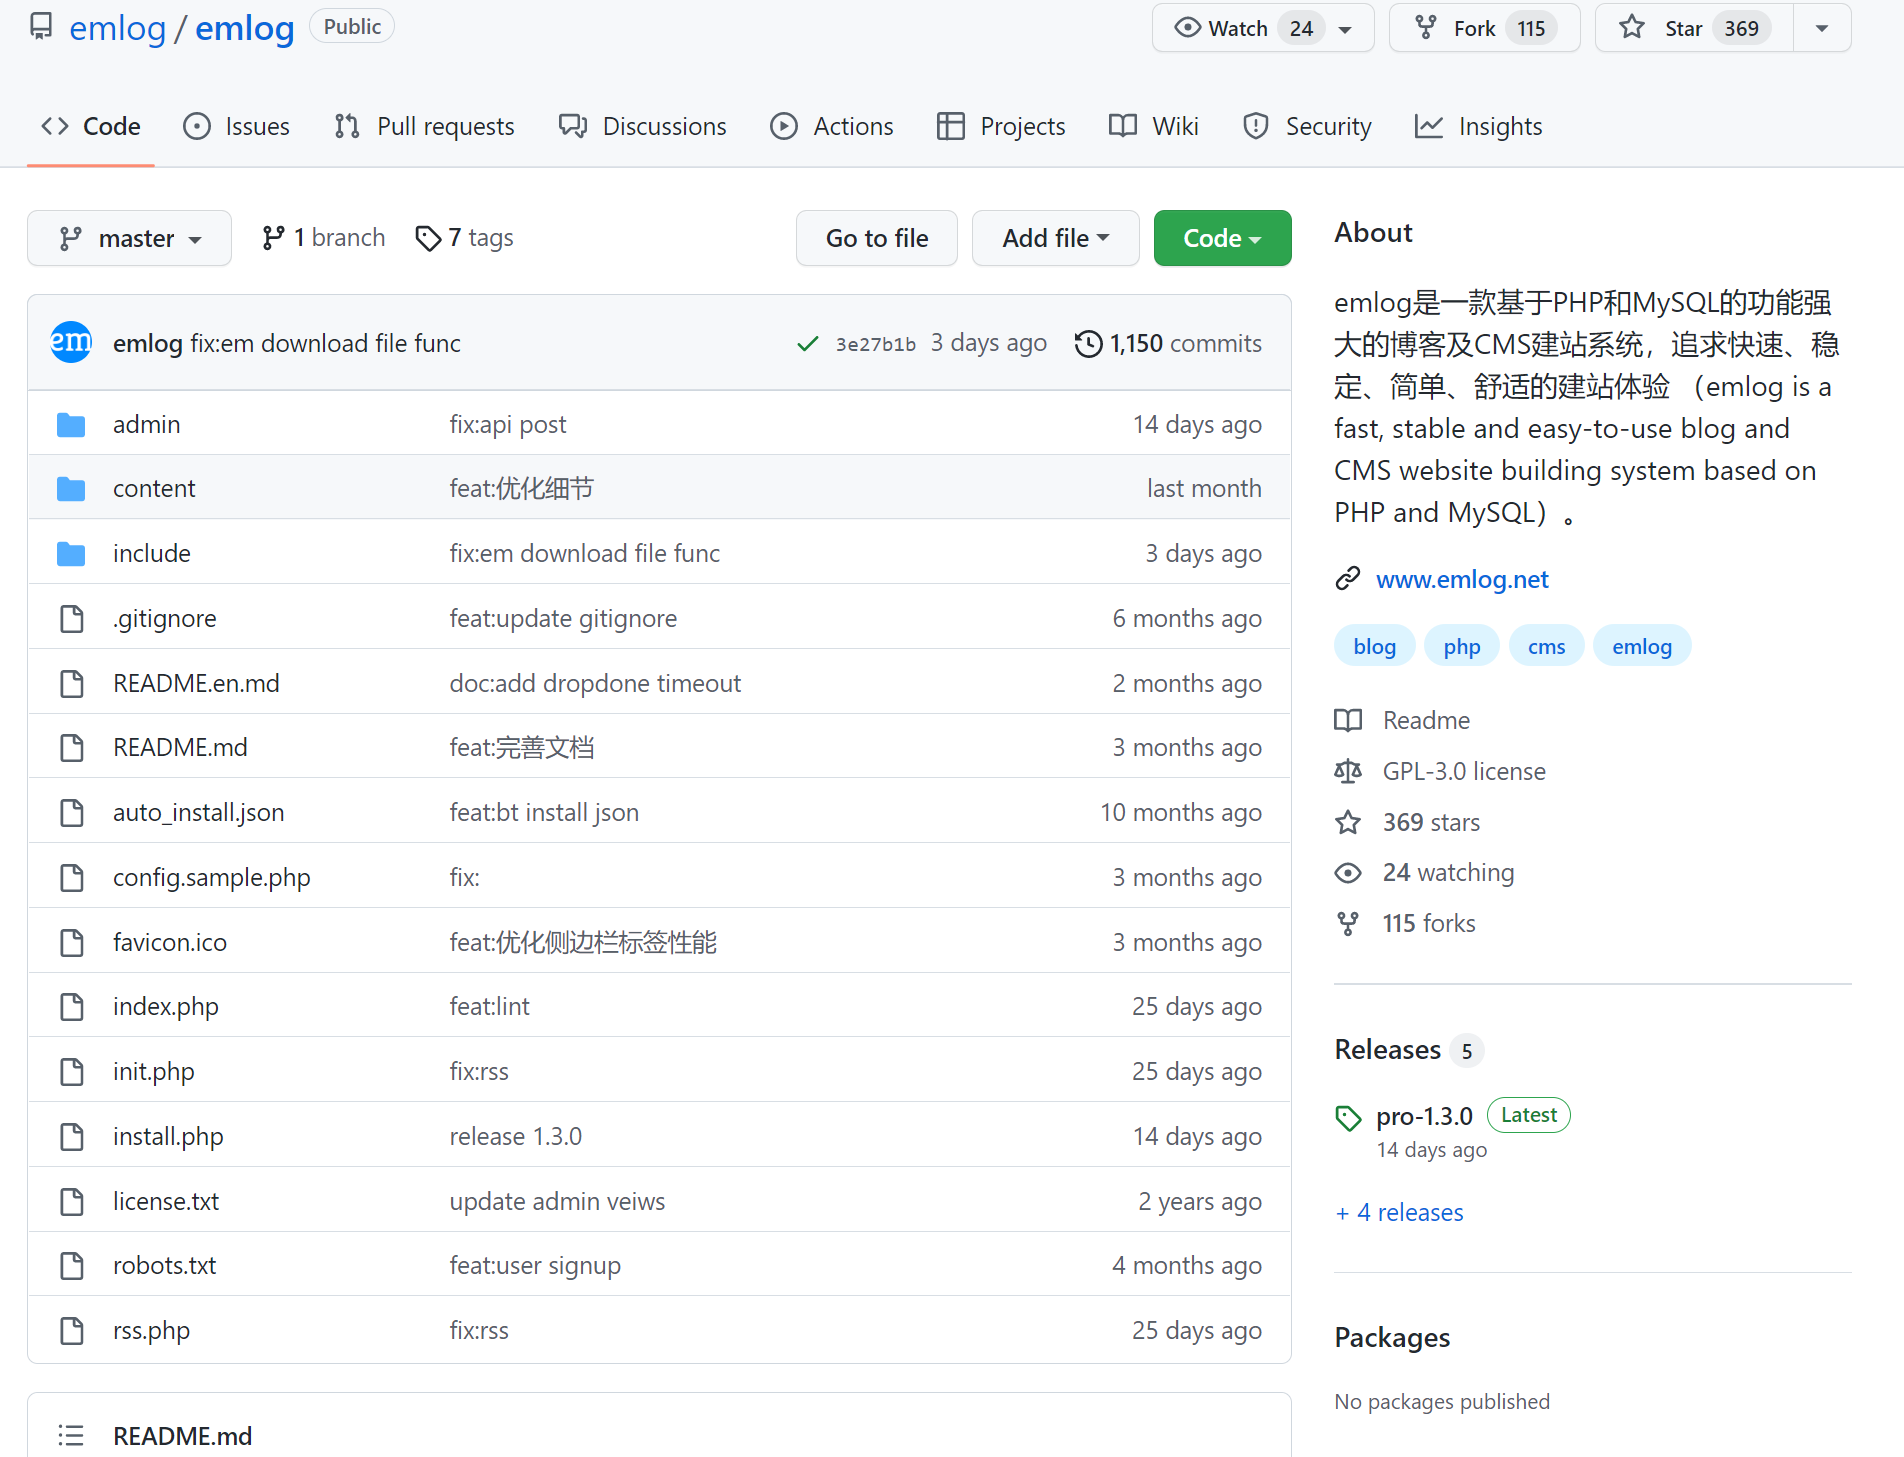 emlog / emlog Public
Watch 24
Fork 115
Star 369
Code
Issues
Pull requests
Discussions
Actions
Projects
Wiki
Security
Insights
master
1 branch
7 tags
Go to file
Add file
Code
em
emlog fix:em download file func
3e27b1b 3 days ago
1,150 commits
admin fix:api post 14 days ago
content feat:优化细节 last month
include fix:em download file func 3 days ago
.gitignore feat:update gitignore 6 months ago
README.en.md doc:add dropdone timeout 2 months ago
README.md feat:完善文档 3 months ago
auto_install.json feat:bt install json 10 months ago
config.sample.php fix: 3 months ago
favicon.ico feat:优化侧边栏标签性能 3 months ago
index.php feat:lint 25 days ago
init.php fix:rss 25 days ago
install.php release 1.3.0 14 days ago
license.txt update admin veiws 2 years ago
robots.txt feat:user signup 4 months ago
rss.php fix:rss 25 days ago
README.md
About
emlog是一款基于PHP和MySQL的功能强
大的博客及CMS建站系统，追求快速、稳
定、简单、舒适的建站体验 （emlog is a
fast, stable and easy-to-use blog and
CMS website building system based on
PHP and MySQL）。
www.emlog.net
blog php cms emlog
Readme
GPL-3.0 license
369 stars
24 watching
115 forks
Releases 5
pro-1.3.0 Latest
14 days ago
+ 4 releases
Packages
No packages published